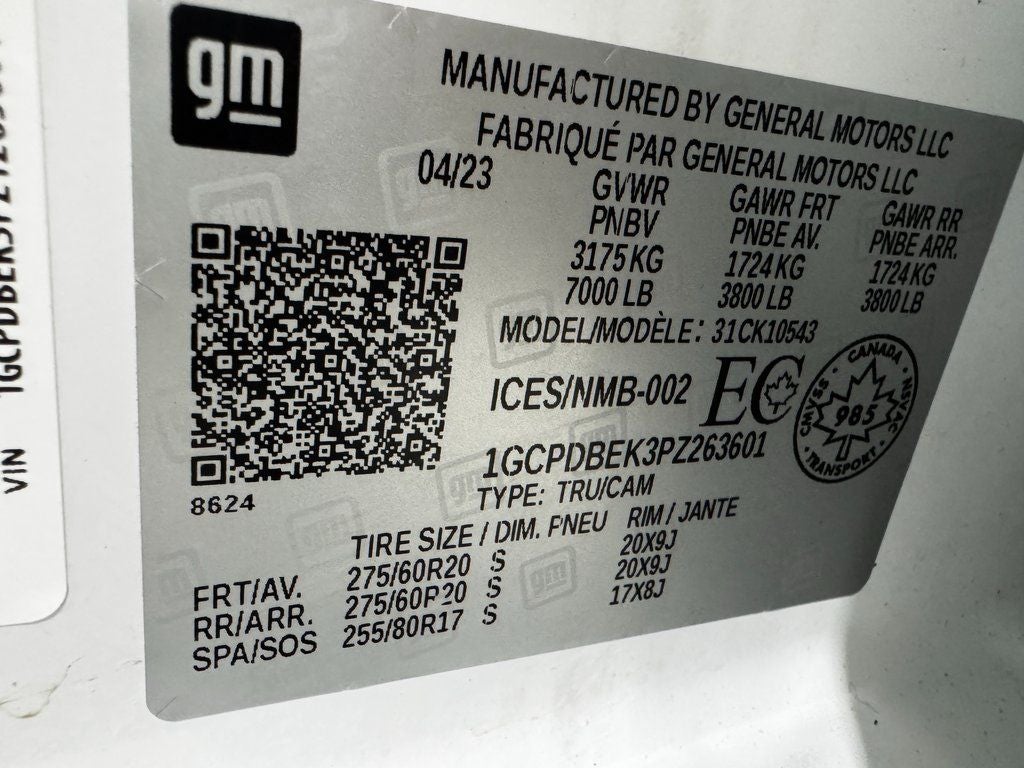 gm
MANUFACTURED BY GENERAL MOTORS LLC
FABRIQUÉ PAR GENERAL MOTORS LLC
04/23
GVWR GAWR FRT GAWR RR
PNBV PNBE AV. PNBE ARR.
3175 KG 1724 KG 1724 KG
7000 LB 3800 LB 3800 LB
MODEL/MODÈLE: 31CK10543
ICES/NMB-002 EC
CANADA
CMVSS 985 NSVAC
TRANSPORT
1GCPDBEK3PZ263601
TYPE: TRU/CAM
8624
TIRE SIZE / DIM. PNEU RIM / JANTE
FRT/AV. 275/60R20 S 20X9J
RR/ARR. 275/60R20 S 20X9J
SPA/SOS 255/80R17 S 17X8J
VIN